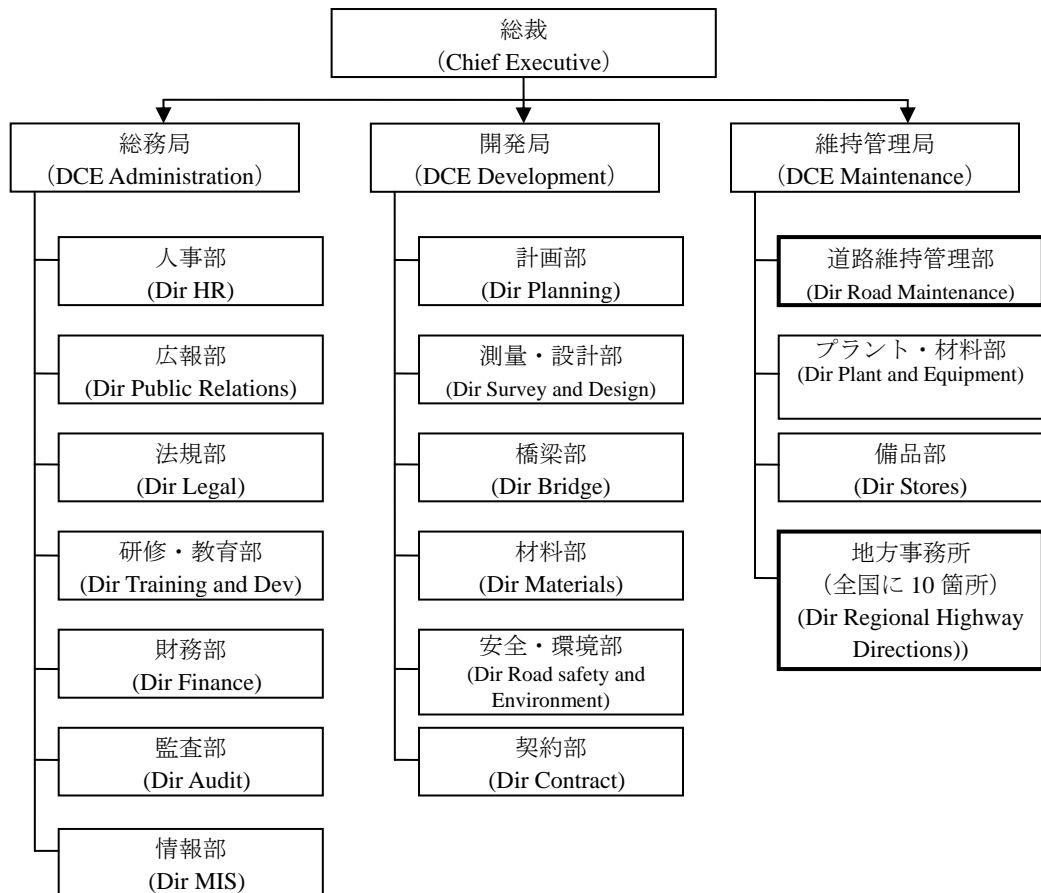 総裁
（Chief Executive）
総務局
（DCE Administration）
人事部
(Dir HR)
広報部
(Dir Public Relations)
法規部
(Dir Legal)
研修・教育部
(Dir Training and Dev)
財務部
(Dir Finance)
監査部
(Dir Audit)
情報部
(Dir MIS)
開発局
（DCE Development）
計画部
(Dir Planning)
測量・設計部
(Dir Survey and Design)
橋梁部
(Dir Bridge)
材料部
(Dir Materials)
安全・環境部
(Dir Road safety and
Environment)
契約部
(Dir Contract)
維持管理局
（DCE Maintenance）
道路維持管理部
(Dir Road Maintenance)
プラント・材料部
(Dir Plant and Equipment)
備品部
(Dir Stores)
地方事務所
（全国に 10 箇所）
(Dir Regional Highway
Directions))